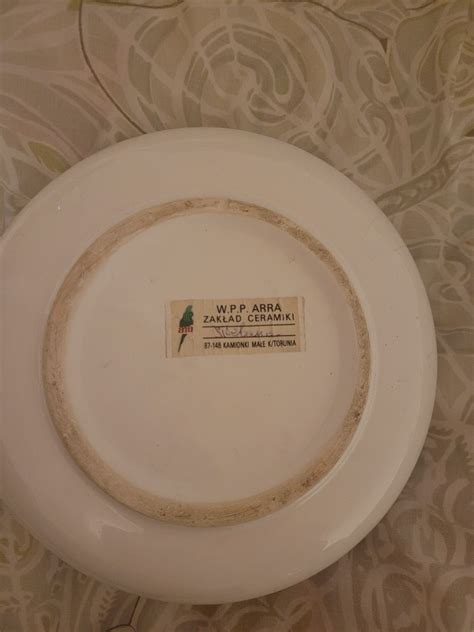 W.P.P. ARRA
ZAKŁAD CERAMIKI
87-148 KAMIONKI MAŁE K/TORUNIA